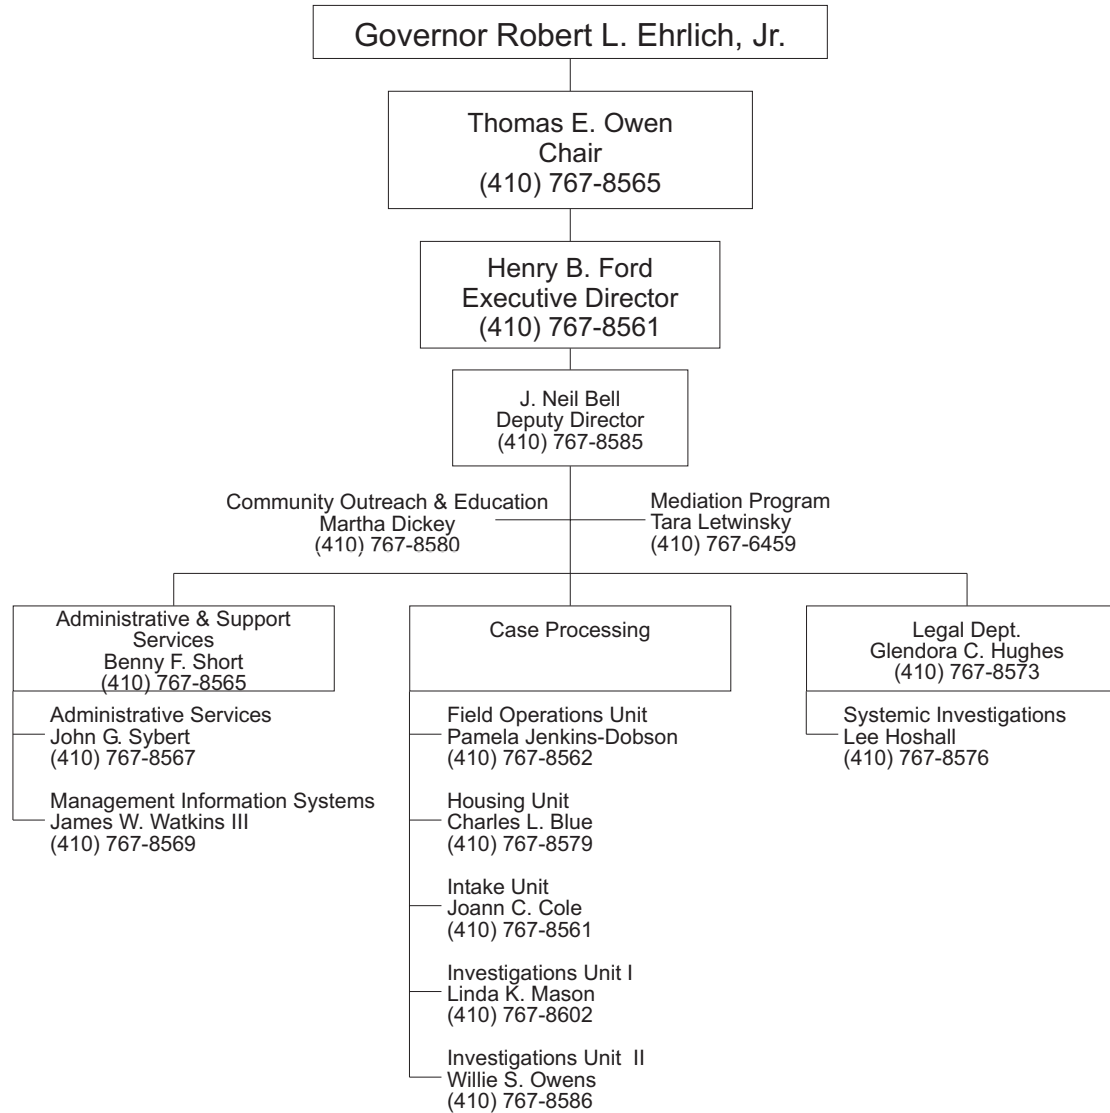 Governor Robert L. Ehrlich, Jr.
Thomas E. Owen
Chair
(410) 767-8565
Henry B. Ford
Executive Director
(410) 767-8561
J. Neil Bell
Deputy Director
(410) 767-8585
Community Outreach & Education
Martha Dickey
(410) 767-8580
Mediation Program
Tara Letwinsky
(410) 767-6459
Administrative & Support
Services
Benny F. Short
(410) 767-8565
Administrative Services
John G. Sybert
(410) 767-8567
Management Information Systems
James W. Watkins III
(410) 767-8569
Case Processing
Field Operations Unit
Pamela Jenkins-Dobson
(410) 767-8562
Housing Unit
Charles L. Blue
(410) 767-8579
Intake Unit
Joann C. Cole
(410) 767-8561
Investigations Unit I
Linda K. Mason
(410) 767-8602
Investigations Unit II
Willie S. Owens
(410) 767-8586
Legal Dept.
Glendora C. Hughes
(410) 767-8573
Systemic Investigations
Lee Hoshall
(410) 767-8576